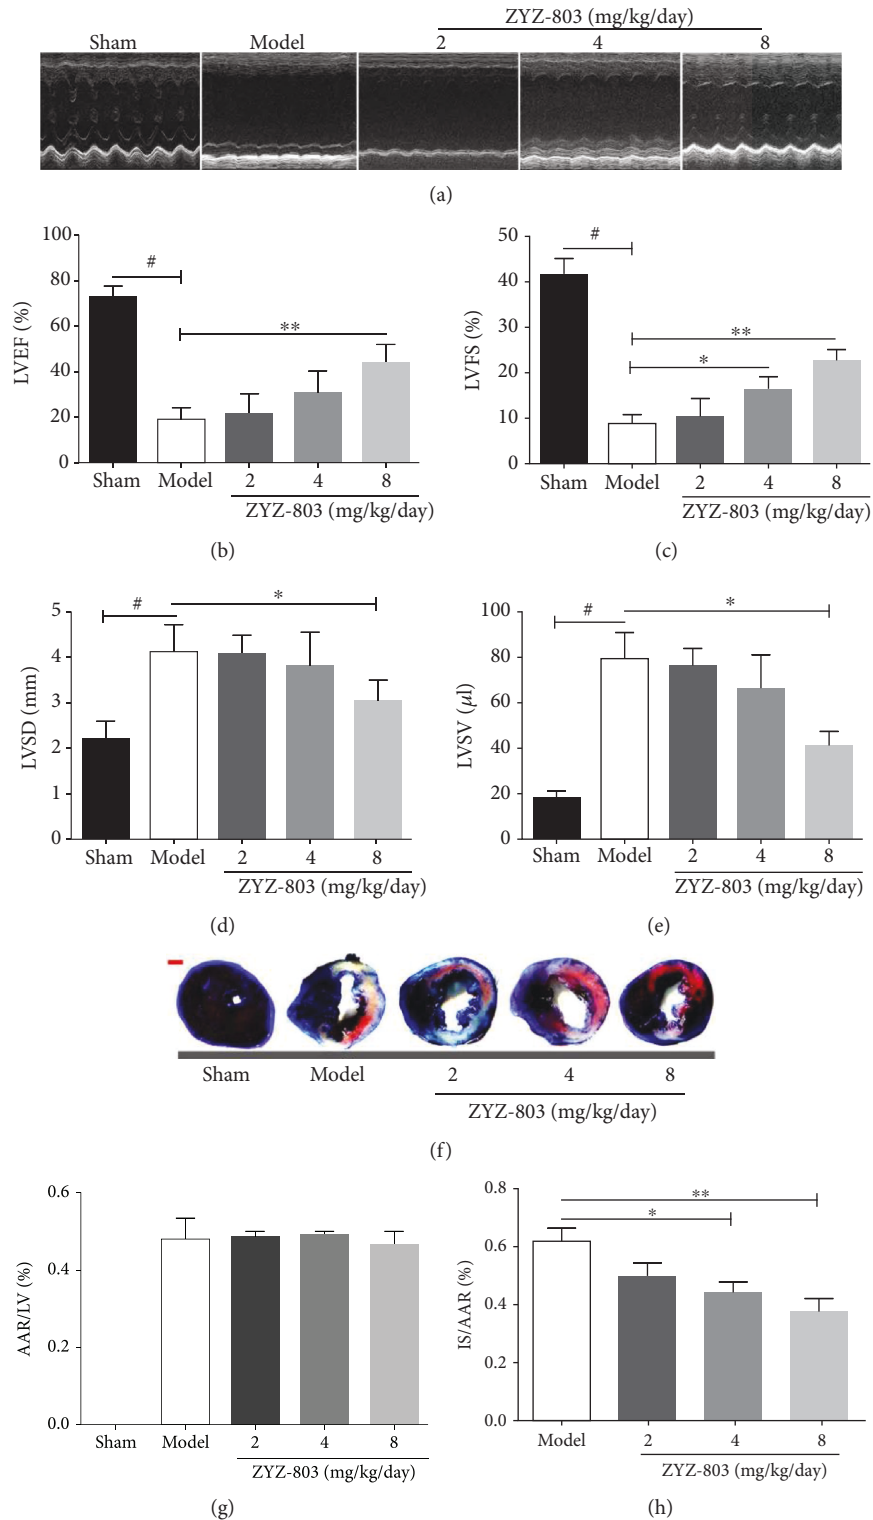 ZYZ-803 (mg/kg/day)
Sham Model 2 4 8
(a)
100
80
60
40
20
0
LVEF (%)
#
**
Sham Model 2 4 8
ZYZ-803 (mg/kg/day)
(b)
50
40
30
20
10
0
LVFS (%)
#
**
*
Sham Model 2 4 8
ZYZ-803 (mg/kg/day)
(c)
5
4
3
2
1
0
LVSD (mm)
#
*
Sham Model 2 4 8
ZYZ-803 (mg/kg/day)
(d)
100
80
60
40
20
0
LVSV (μl)
#
*
Sham Model 2 4 8
ZYZ-803 (mg/kg/day)
(e)
Sham Model 2 4 8
ZYZ-803 (mg/kg/day)
(f)
0.6
0.4
0.2
0.0
AAR/LV (%)
Sham Model 2 4 8
ZYZ-803 (mg/kg/day)
(g)
0.8
0.6
0.4
0.2
0.0
IS/AAR (%)
**
*
Model 2 4 8
ZYZ-803 (mg/kg/day)
(h)